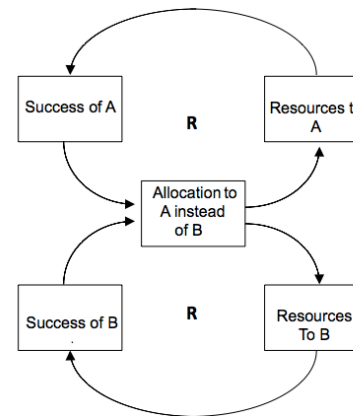 Success of A
Resources t
A
R
Allocation to
A instead
of B
Success of B
R
Resources
To B